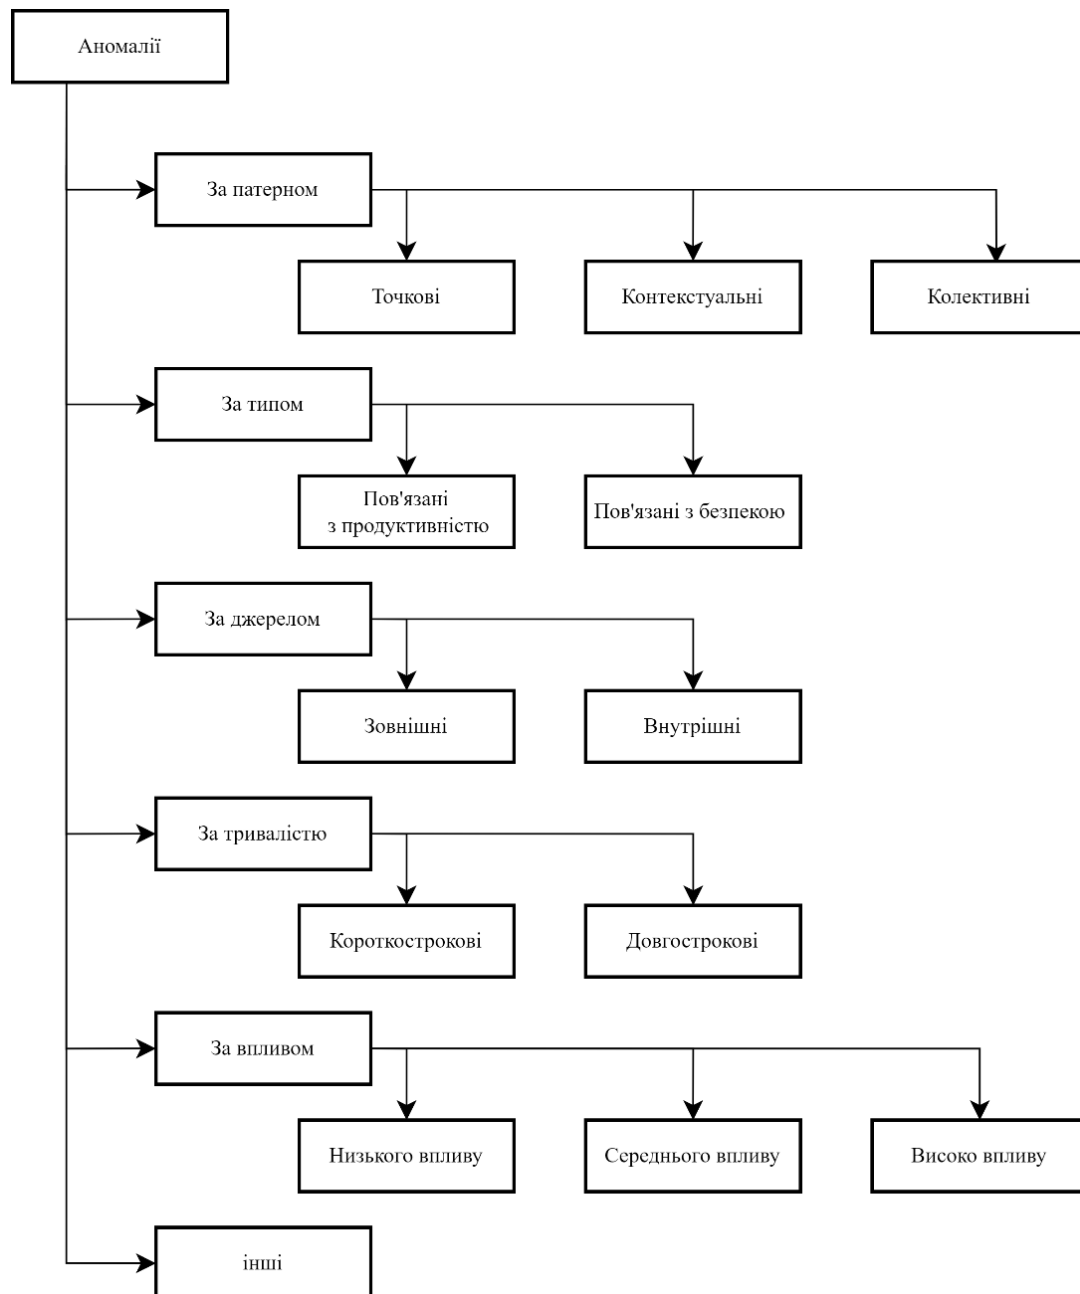 Аномалії
За патерном
Точкові
Контекстуальні
Колективні
За типом
Пов'язані
з продуктивністю
Пов'язані з безпекою
За джерелом
Зовнішні
Внутрішні
За тривалістю
Короткострокові
Довгострокові
За впливом
Низького впливу
Середнього впливу
Високо впливу
інші